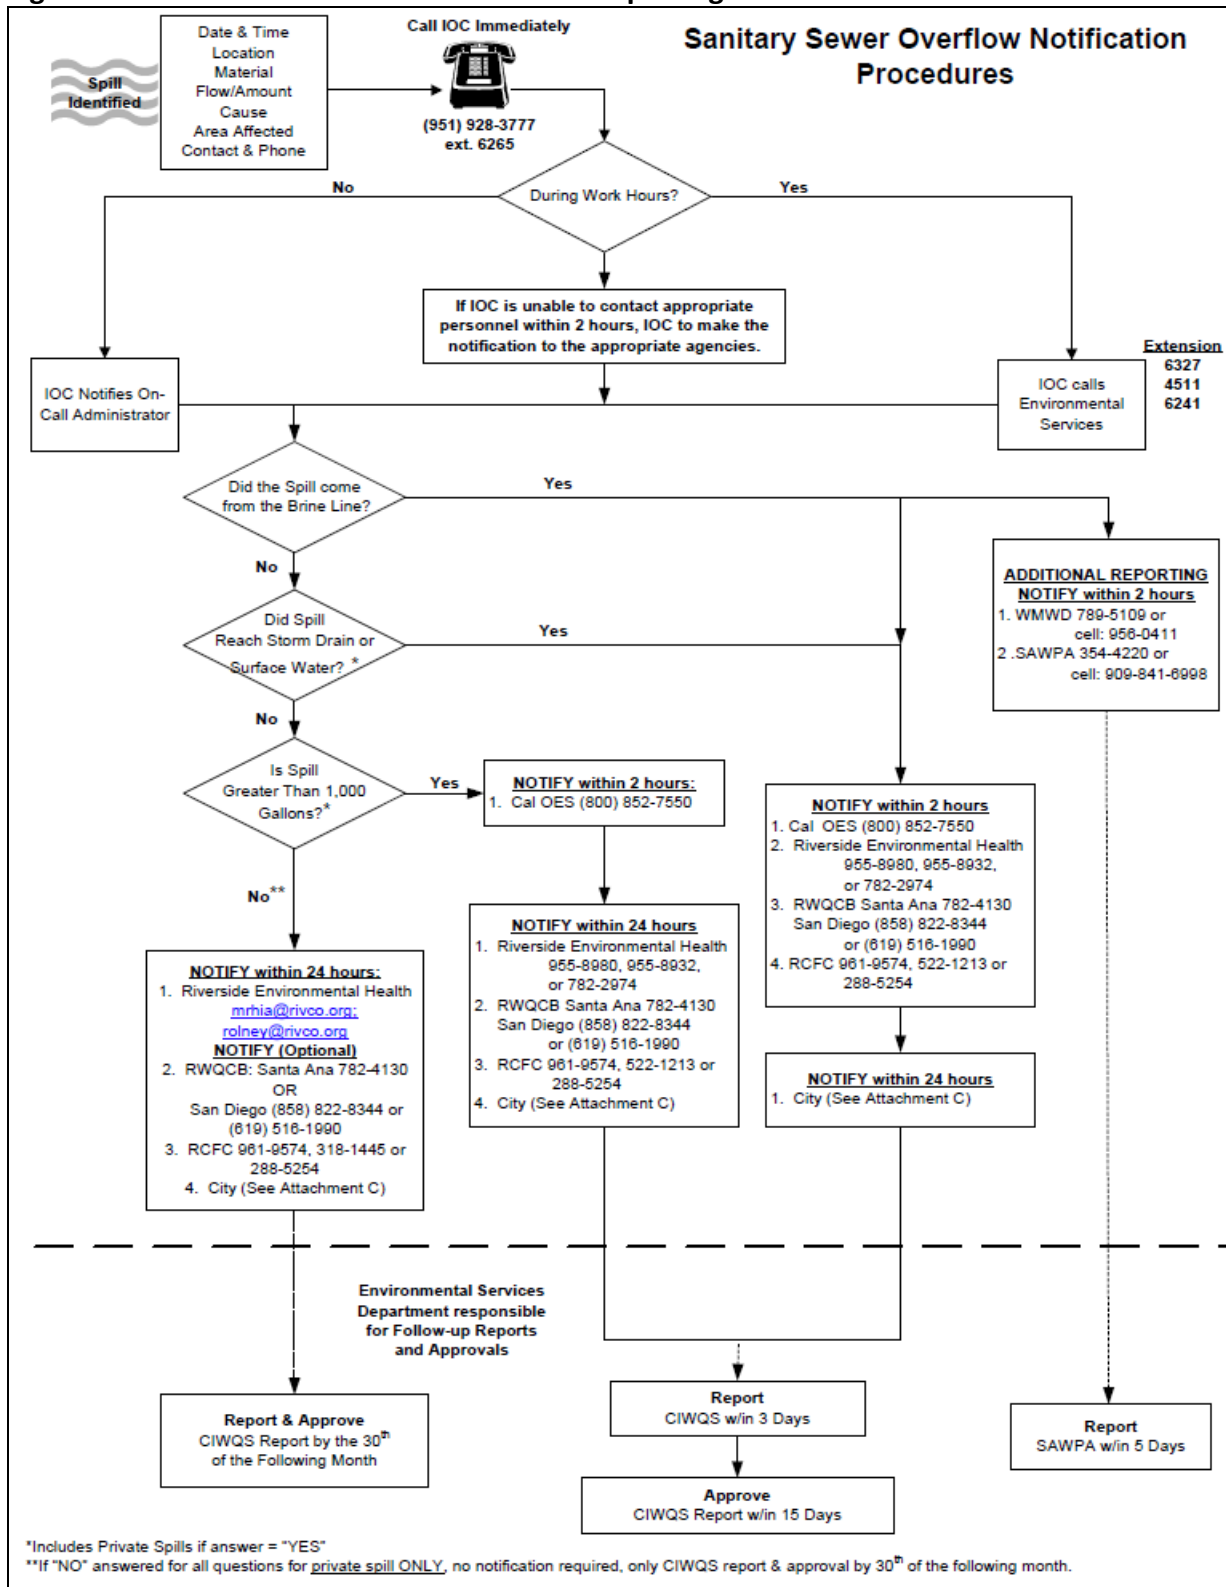 Sanitary Sewer Overflow Notification
Procedures
Spill
Identified
Date & Time
Location
Material
Flow/Amount
Cause
Area Affected
Contact & Phone
Call IOC Immediately
(951) 928-3777
ext. 6265
During Work Hours?
No
Yes
If IOC is unable to contact appropriate
personnel within 2 hours, IOC to make the
notification to the appropriate agencies.
IOC Notifies On-
Call Administrator
IOC calls
Environmental
Services
Extension
6327
4511
6241
Did the Spill come
from the Brine Line?
Yes
No
ADDITIONAL REPORTING
NOTIFY within 2 hours
1. WMWD 789-5109 or
cell: 956-0411
2 .SAWPA 354-4220 or
cell: 909-841-6998
Did Spill
Reach Storm Drain or
Surface Water? *
Yes
No
Is Spill
Greater Than 1,000
Gallons?*
Yes
No**
NOTIFY within 2 hours:
1. Cal OES (800) 852-7550
NOTIFY within 2 hours
1. Cal OES (800) 852-7550
2. Riverside Environmental Health
955-8980, 955-8932,
or 782-2974
3. RWQCB Santa Ana 782-4130
San Diego (858) 822-8344
or (619) 516-1990
4. RCFC 961-9574, 522-1213 or
288-5254
NOTIFY within 24 hours
1. Riverside Environmental Health
955-8980, 955-8932,
or 782-2974
2. RWQCB Santa Ana 782-4130
San Diego (858) 822-8344
or (619) 516-1990
3. RCFC 961-9574, 522-1213 or
288-5254
4. City (See Attachment C)
NOTIFY within 24 hours:
1. Riverside Environmental Health
mrhia@rivco.org;
rolney@rivco.org
NOTIFY (Optional)
2. RWQCB: Santa Ana 782-4130
OR
San Diego (858) 822-8344 or
(619) 516-1990
3. RCFC 961-9574, 318-1445 or
288-5254
4. City (See Attachment C)
NOTIFY within 24 hours
1. City (See Attachment C)
Environmental Services
Department responsible
for Follow-up Reports
and Approvals
Report & Approve
CIWQS Report by the 30th
of the Following Month
Report
CIWQS w/in 3 Days
Approve
CIWQS Report w/in 15 Days
Report
SAWPA w/in 5 Days
*Includes Private Spills if answer = "YES"
**If "NO" answered for all questions for private spill ONLY, no notification required, only CIWQS report & approval by 30th of the following month.